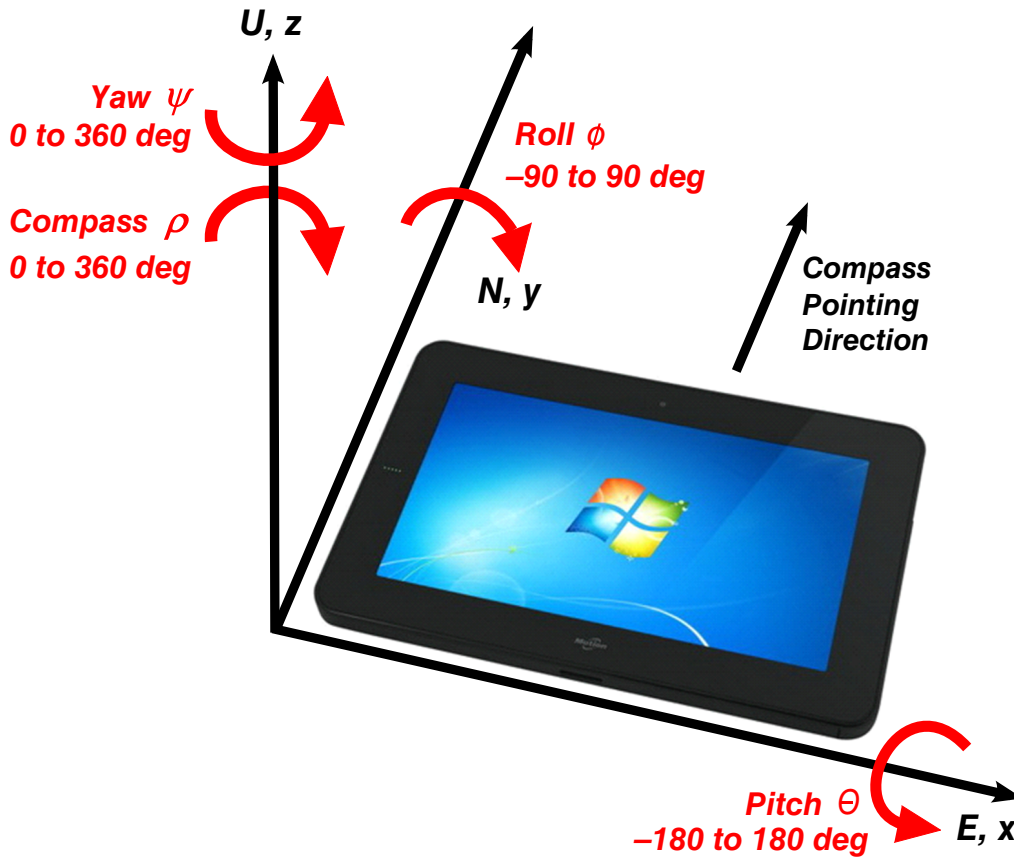 U, z
Yaw ψ
0 to 360 deg
Roll ϕ
–90 to 90 deg
Compass ρ
0 to 360 deg
N, y
Compass
Pointing
Direction
Motion
Pitch Θ
–180 to 180 deg
E, x